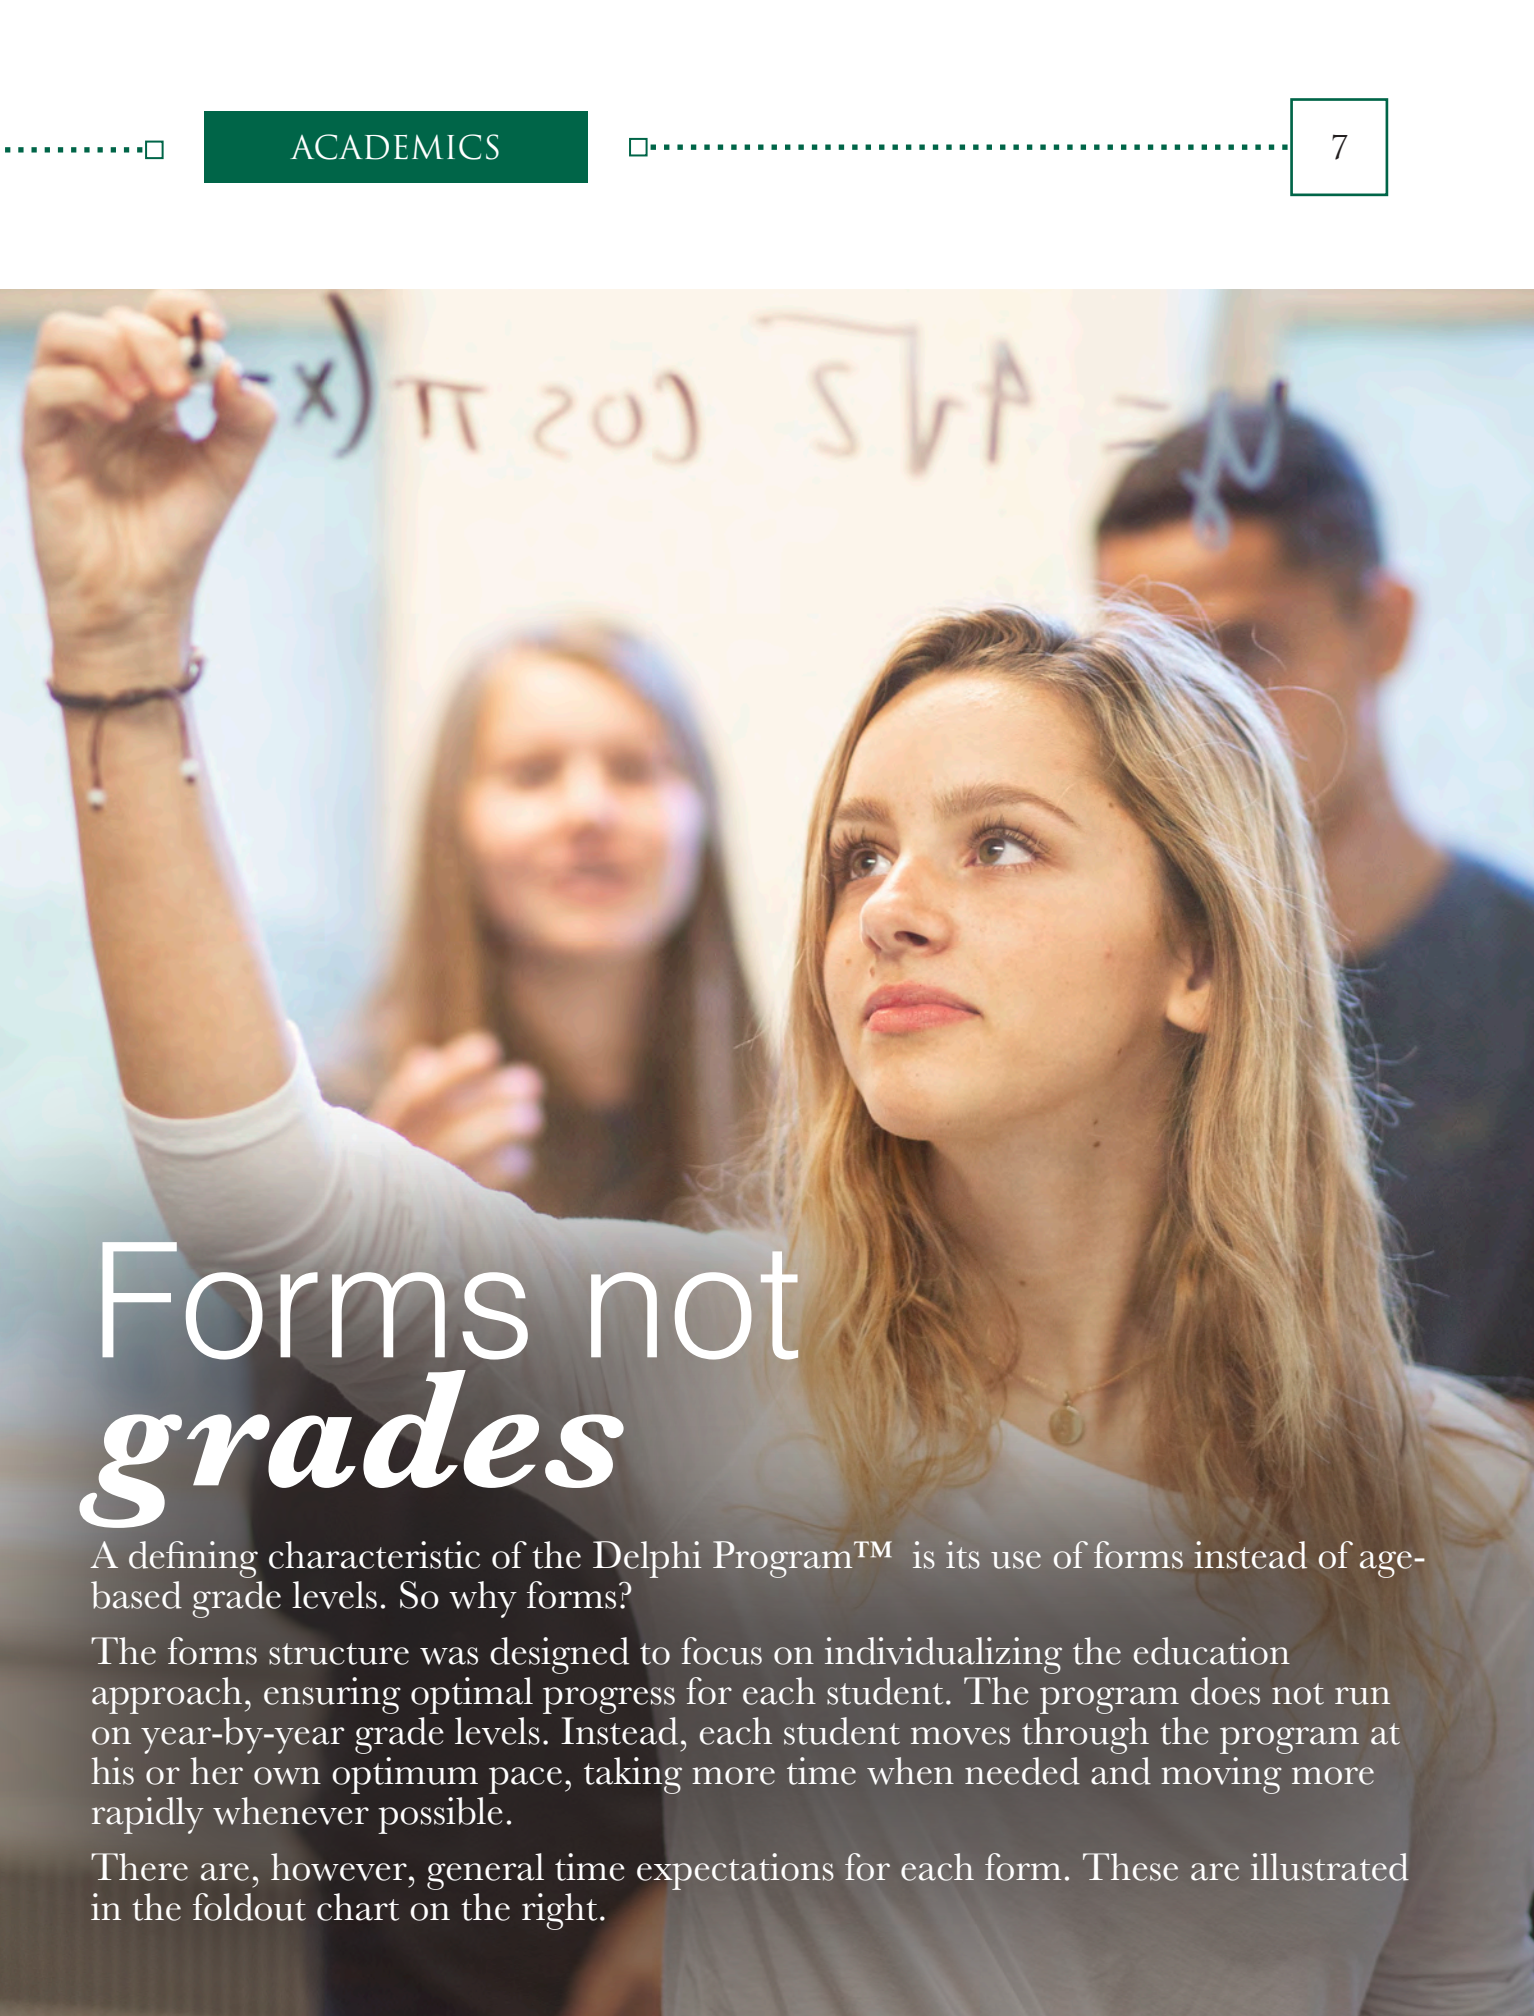 ACADEMICS
7
y = 4√2 cos π (x-
Forms not
grades
A defining characteristic of the Delphi Program™ is its use of forms instead of age-
based grade levels. So why forms?
The forms structure was designed to focus on individualizing the education
approach, ensuring optimal progress for each student. The program does not run
on year-by-year grade levels. Instead, each student moves through the program at
his or her own optimum pace, taking more time when needed and moving more
rapidly whenever possible.
There are, however, general time expectations for each form. These are illustrated
in the foldout chart on the right.